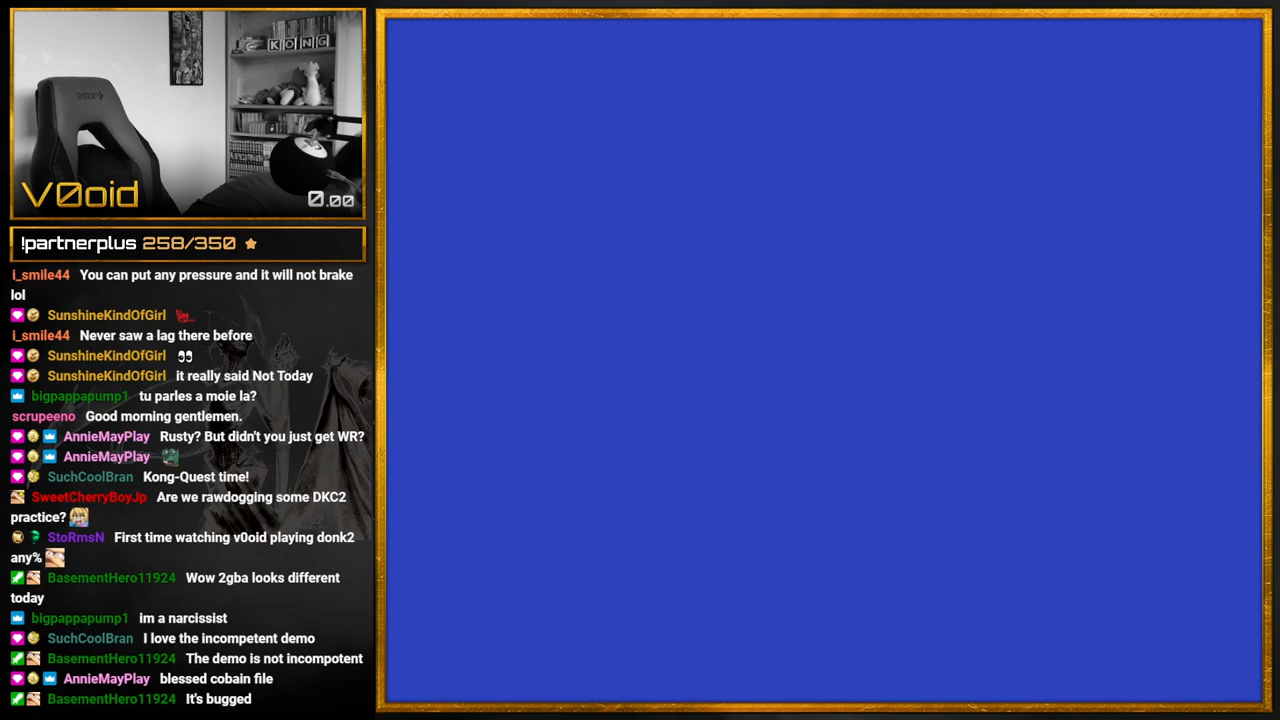 KONG
V0oid
0.00
!partnerplus 258/350
i_smile44 You can put any pressure and it will not brake
lol
SunshineKindOfGirl
i_smile44 Never saw a lag there before
SunshineKindOfGirl
SunshineKindOfGirl it really said Not Today
bigpappapump1 tu parles a moie la?
scrupeeno Good morning gentlemen.
AnnieMayPlay Rusty? But didn't you just get WR?
AnnieMayPlay
SuchCoolBran Kong-Quest time!
SweetCherryBoyJp Are we rawdogging some DKC2
practice?
StoRmsN First time watching v0oid playing donk2
any%
BasementHero11924 Wow 2gba looks different
today
bigpappapump1 im a narcissist
SuchCoolBran I love the incompetent demo
BasementHero11924 The demo is not incompotent
AnnieMayPlay blessed cobain file
BasementHero11924 It's bugged